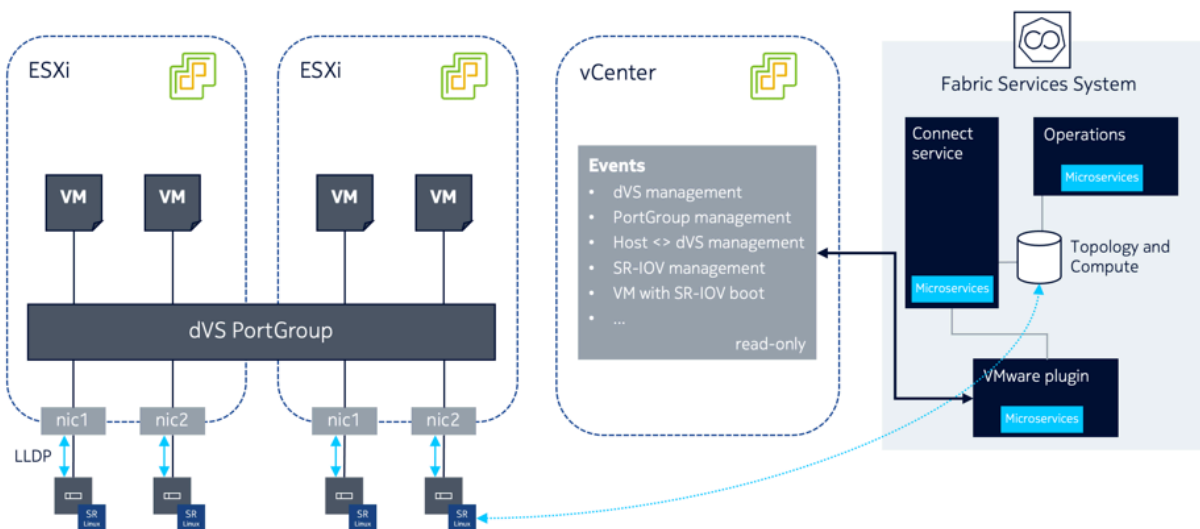 ESXi
VM
VM
ESXi
VM
VM
dVS PortGroup
nic1
nic2
nic1
nic2
LLDP
SR
Linux
SR
Linux
SR
Linux
SR
Linux
vCenter
Events
• dVS management
• PortGroup management
• Host <> dVS management
• SR-IOV management
• VM with SR-IOV boot
• ...
read-only
Fabric Services System
Connect
service
Microservices
Operations
Microservices
Topology and
Compute
VMware plugin
Microservices